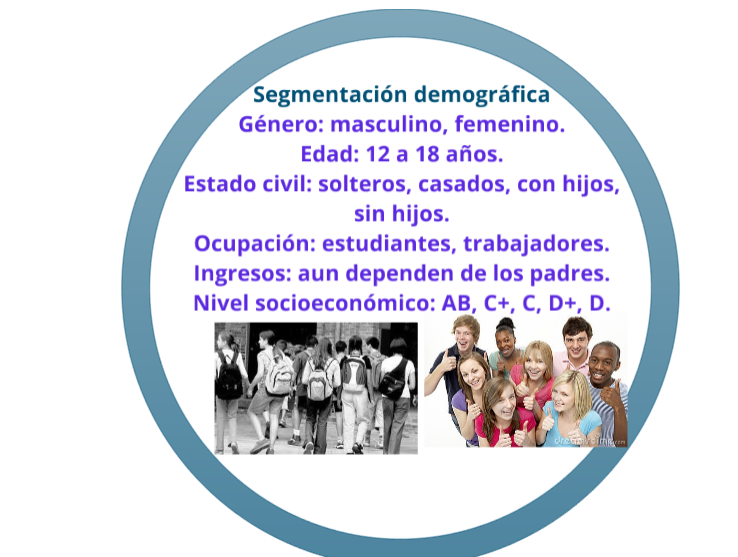 Segmentación demográfica
Género: masculino, femenino.
Edad: 12 a 18 años.
Estado civil: solteros, casados, con hijos,
sin hijos.
Ocupación: estudiantes, trabajadores.
Ingresos: aun dependen de los padres.
Nivel socioeconómico: AB, C+, C, D+, D.